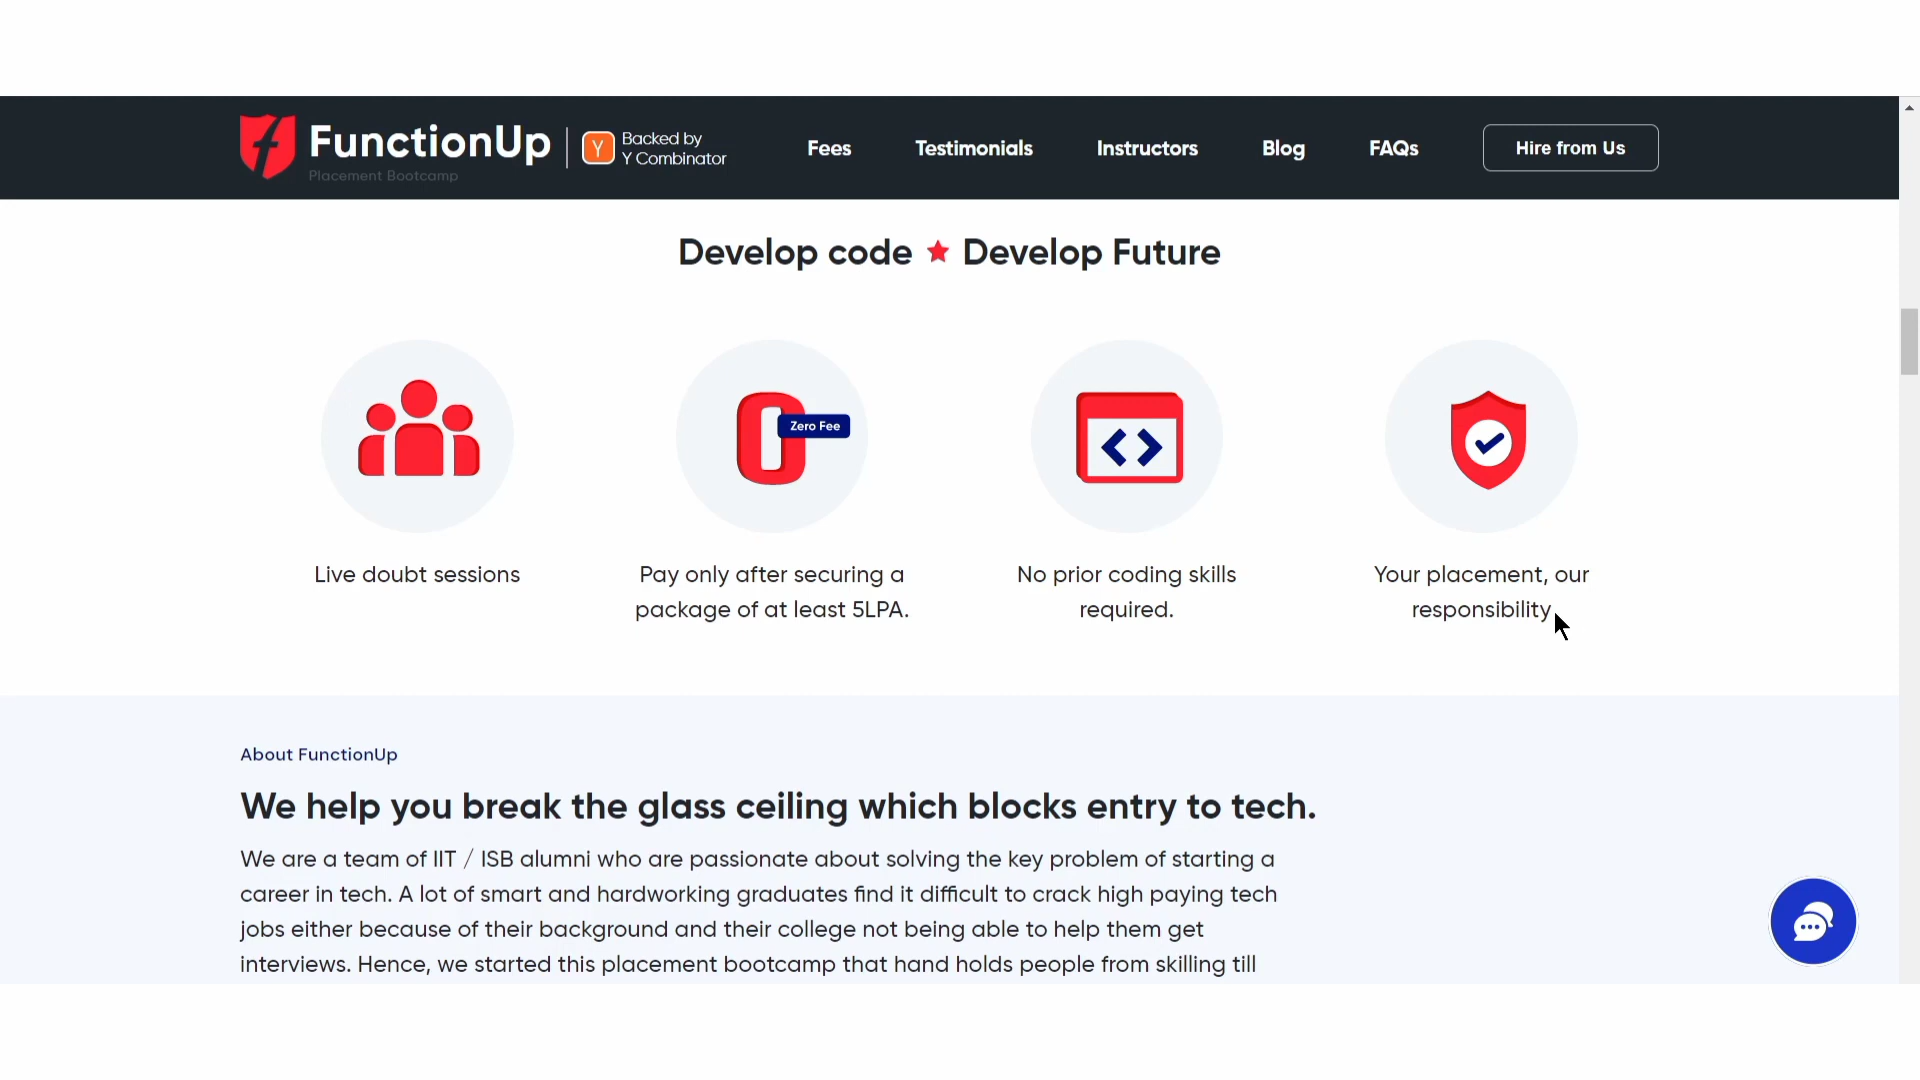 FunctionUp
Placement Bootcamp
Y
Backed by
Y Combinator
Fees
Testimonials
Instructors
Blog
FAQs
Hire from Us
Develop code ★ Develop Future
Zero Fee
Live doubt sessions
Pay only after securing a
package of at least 5LPA.
No prior coding skills
required.
Your placement, our
responsibility
About FunctionUp
We help you break the glass ceiling which blocks entry to tech.
We are a team of IIT / ISB alumni who are passionate about solving the key problem of starting a
career in tech. A lot of smart and hardworking graduates find it difficult to crack high paying tech
jobs either because of their background and their college not being able to help them get
interviews. Hence, we started this placement bootcamp that hand holds people from skilling till